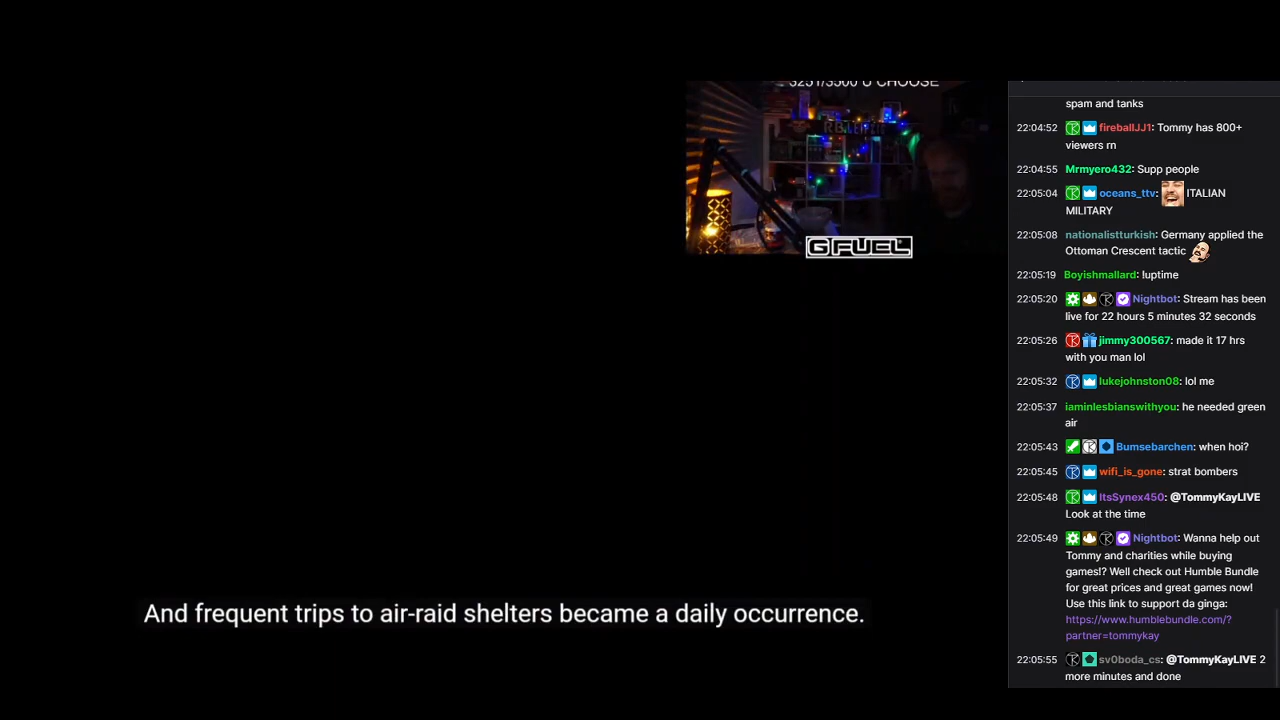 3251/3500 U CHOOSE
G FUEL
And frequent trips to air-raid shelters became a daily occurrence.
spam and tanks
22:04:52 fireballJJ1: Tommy has 800+
viewers rn
22:04:55 Mrmyero432: Supp people
22:05:04 oceans_ttv: ITALIAN
MILITARY
22:05:08 nationalistturkish: Germany applied the
Ottoman Crescent tactic
22:05:19 Boyishmallard: !uptime
22:05:20 Nightbot: Stream has been
live for 22 hours 5 minutes 32 seconds
22:05:26 jimmy300567: made it 17 hrs
with you man lol
22:05:32 lukejohnston08: lol me
22:05:37 iaminlesbianswithyou: he needed green
air
22:05:43 Bumsebarchen: when hoi?
22:05:45 wifi_is_gone: strat bombers
22:05:48 ItsSynex450: @TommyKayLIVE
Look at the time
22:05:49 Nightbot: Wanna help out
Tommy and charities while buying
games!? Well check out Humble Bundle
for great prices and great games now!
Use this link to support da ginga:
https://www.humblebundle.com/?
partner=tommykay
22:05:55 sv0boda_cs: @TommyKayLIVE 2
more minutes and done